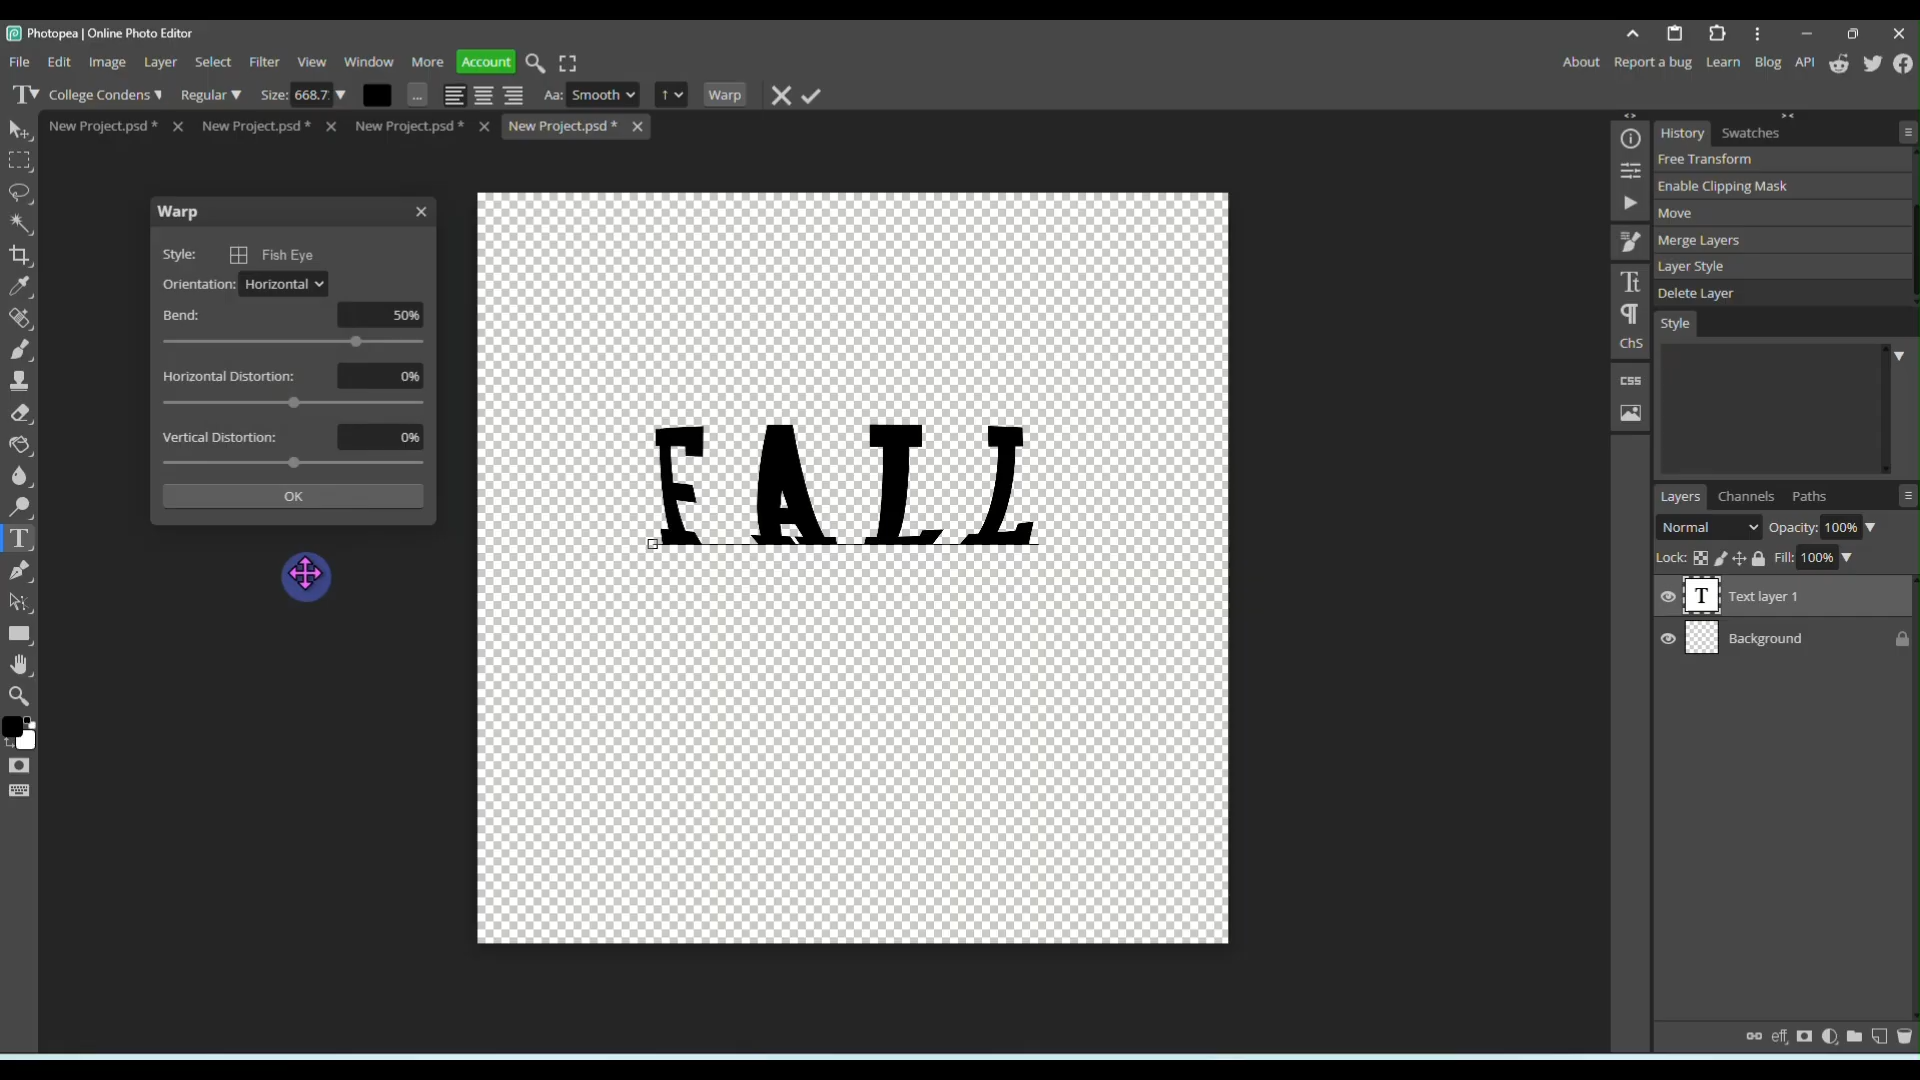 Photopea | Online Photo Editor
File Edit Image Layer Select Filter View Window More Account
About Report a bug Learn Blog API
College Condens Regular Size: 668.7 ... Aa: Smooth Warp
New Project.psd * New Project.psd * New Project.psd * New Project.psd *
Warp
Style: Fish Eye
Orientation: Horizontal
Bend: 50%
Horizontal Distortion: 0%
Vertical Distortion: 0%
OK
FALL
T
ChS
CSS
History Swatches
Free Transform
Enable Clipping Mask
Move
Merge Layers
Layer Style
Delete Layer
Style
Layers Channels Paths
Normal Opacity: 100%
Lock: Fill: 100%
T Text layer 1
Background
eff